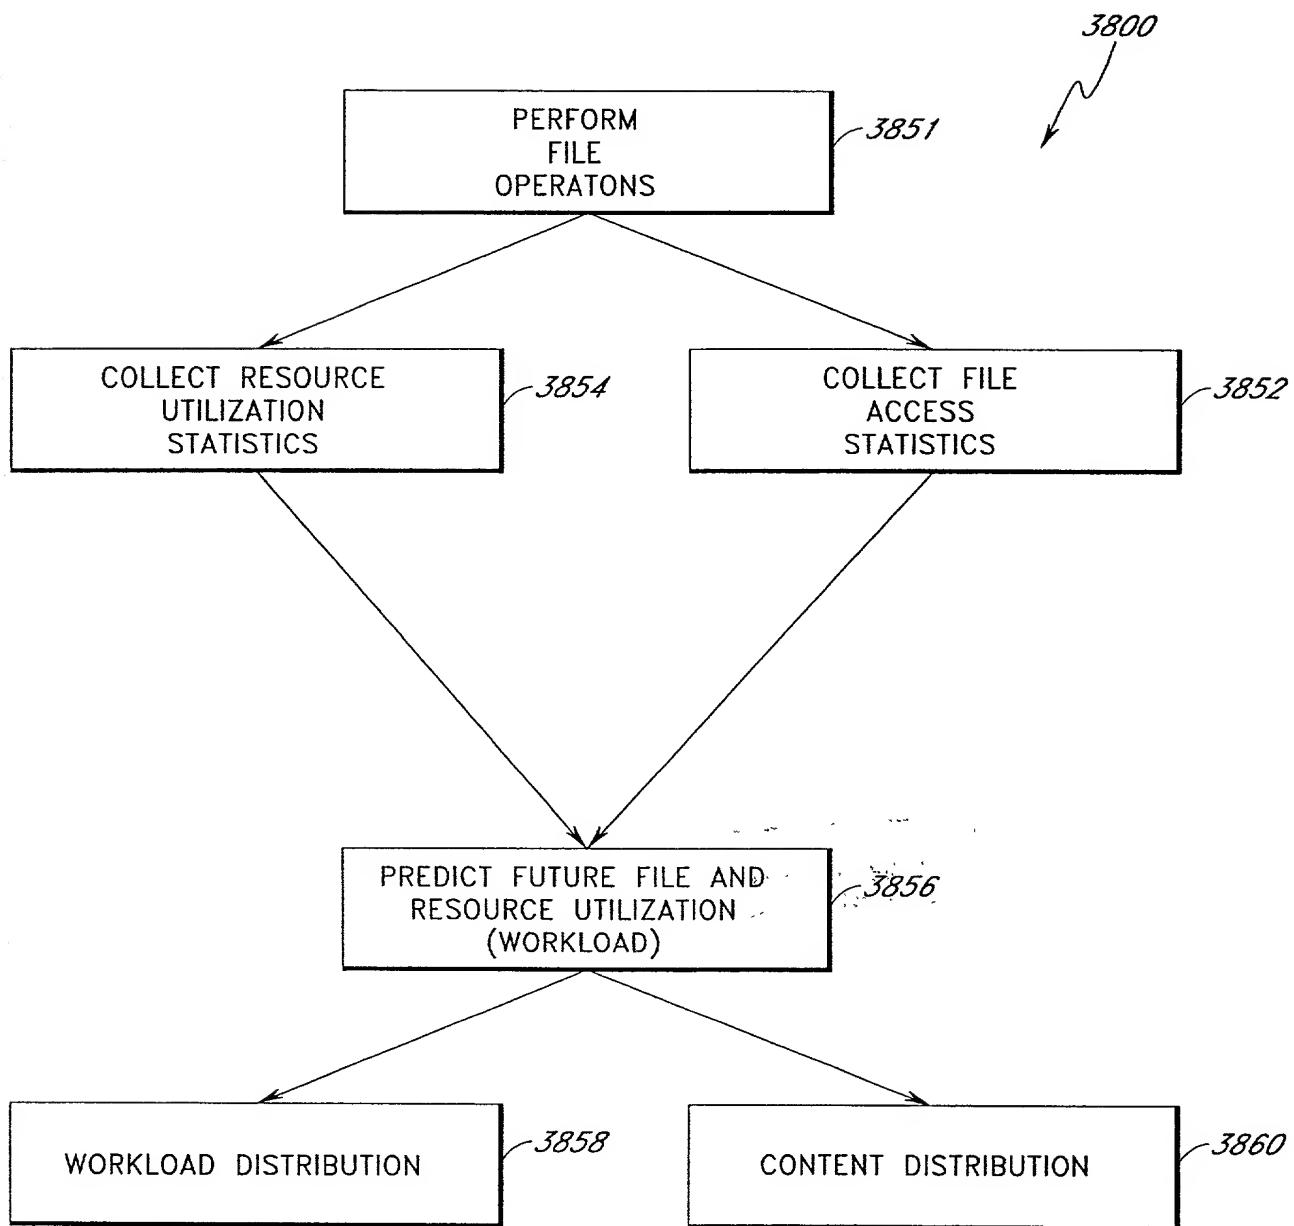 3800
PERFORM
FILE
OPERATONS
3851
COLLECT RESOURCE
UTILIZATION
STATISTICS
3854
COLLECT FILE
ACCESS
STATISTICS
3852
PREDICT FUTURE FILE AND
RESOURCE UTILIZATION
(WORKLOAD)
3856
WORKLOAD DISTRIBUTION
3858
CONTENT DISTRIBUTION
3860